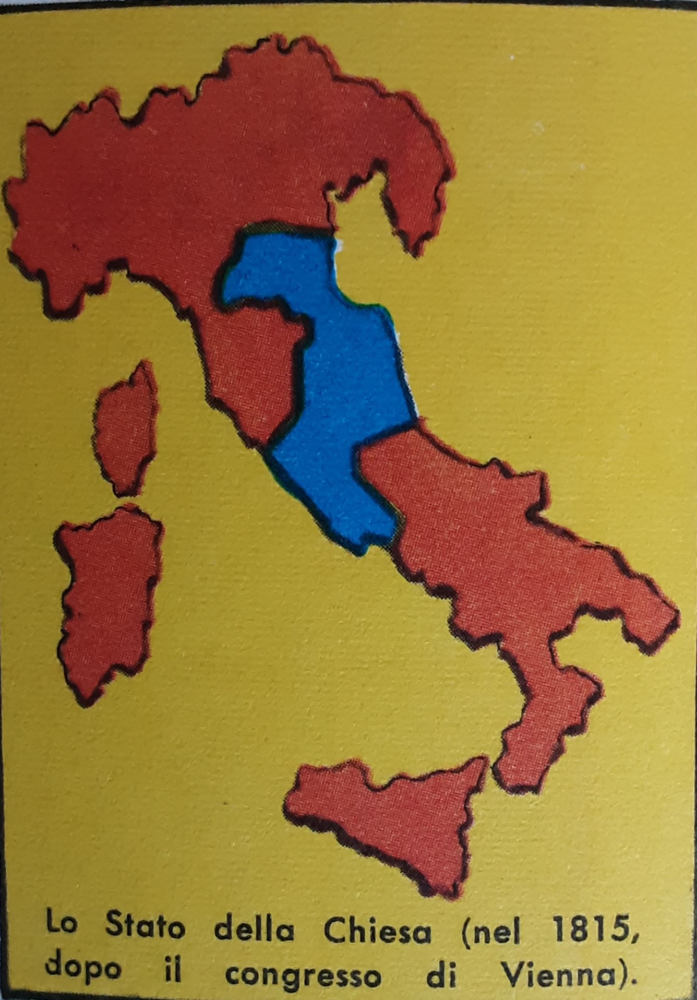 Lo Stato della Chiesa (nel 1815,
dopo il congresso di Vienna).